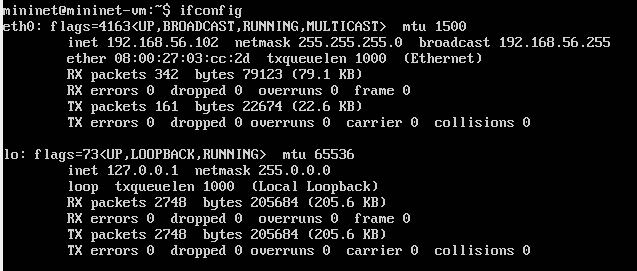 mininet@mininet-vm:~$ ifconfig
eth0: flags=4163<UP,BROADCAST,RUNNING,MULTICAST>  mtu 1500
        inet 192.168.56.102  netmask 255.255.255.0  broadcast 192.168.56.255
        ether 08:00:27:03:cc:2d  txqueuelen 1000  (Ethernet)
        RX packets 342  bytes 79123 (79.1 KB)
        RX errors 0  dropped 0  overruns 0  frame 0
        TX packets 161  bytes 22674 (22.6 KB)
        TX errors 0  dropped 0 overruns 0  carrier 0  collisions 0

lo: flags=73<UP,LOOPBACK,RUNNING>  mtu 65536
        inet 127.0.0.1  netmask 255.0.0.0
        loop  txqueuelen 1000  (Local Loopback)
        RX packets 2748  bytes 205684 (205.6 KB)
        RX errors 0  dropped 0  overruns 0  frame 0
        TX packets 2748  bytes 205684 (205.6 KB)
        TX errors 0  dropped 0 overruns 0  carrier 0  collisions 0